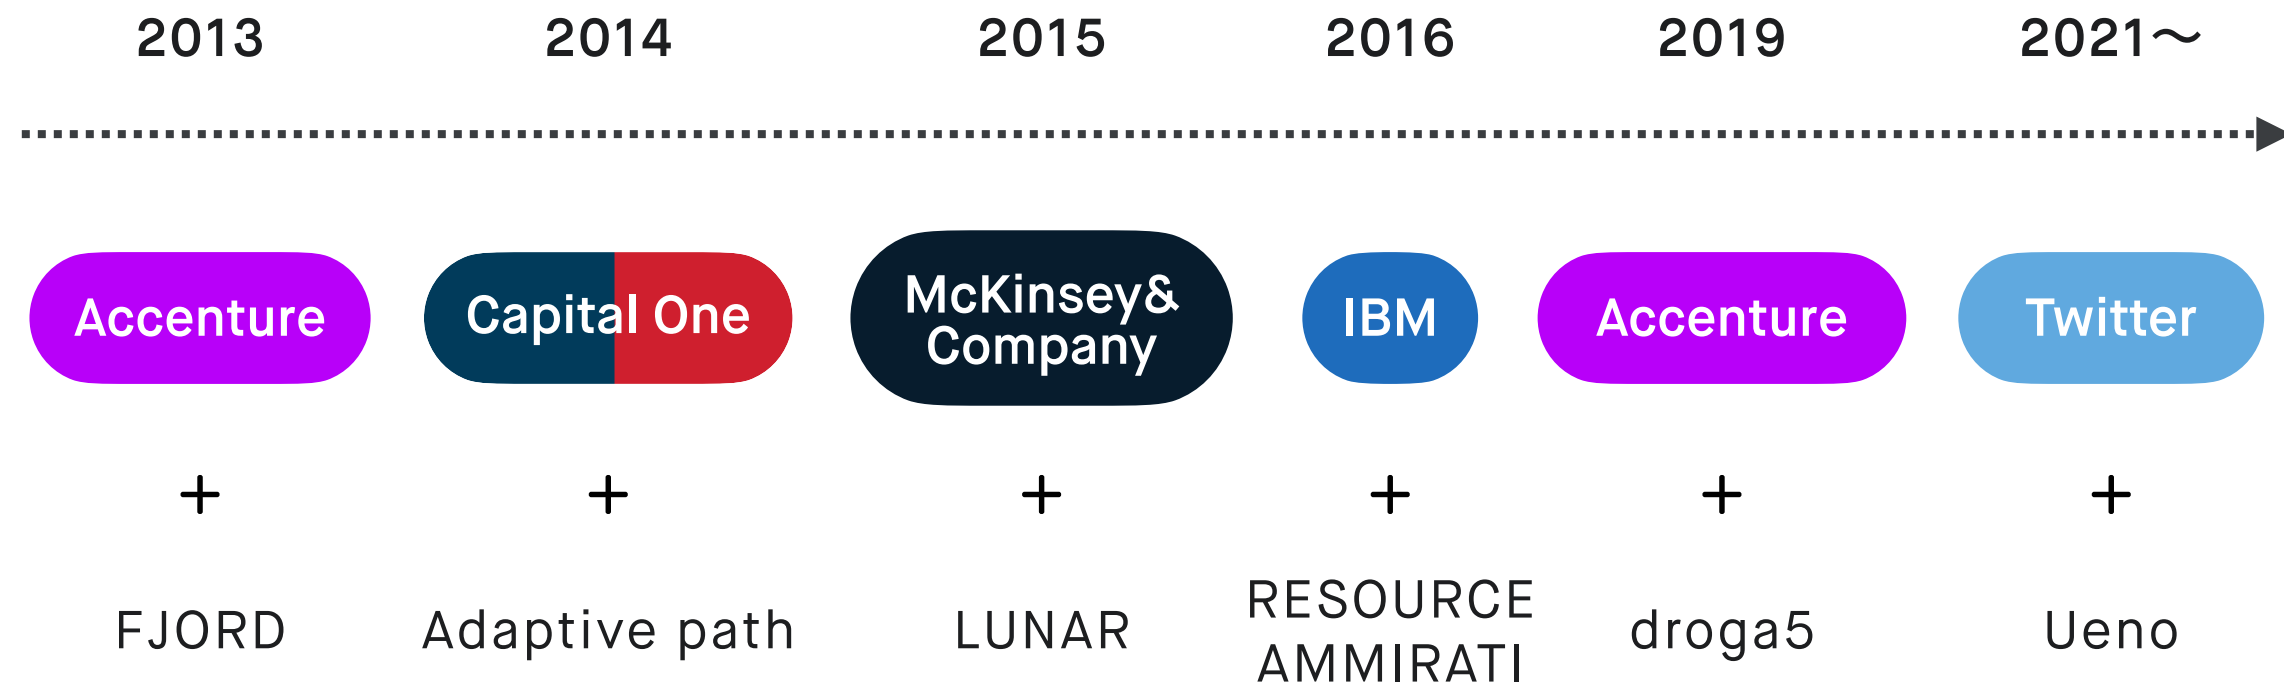 2013 2014 2015 2016 2019 2021〜
Accenture Capital One McKinsey& IBM Accenture Twitter
Company
+ + + + + +
FJORD Adaptive path LUNAR RESOURCE droga5 Ueno
AMMIRATI